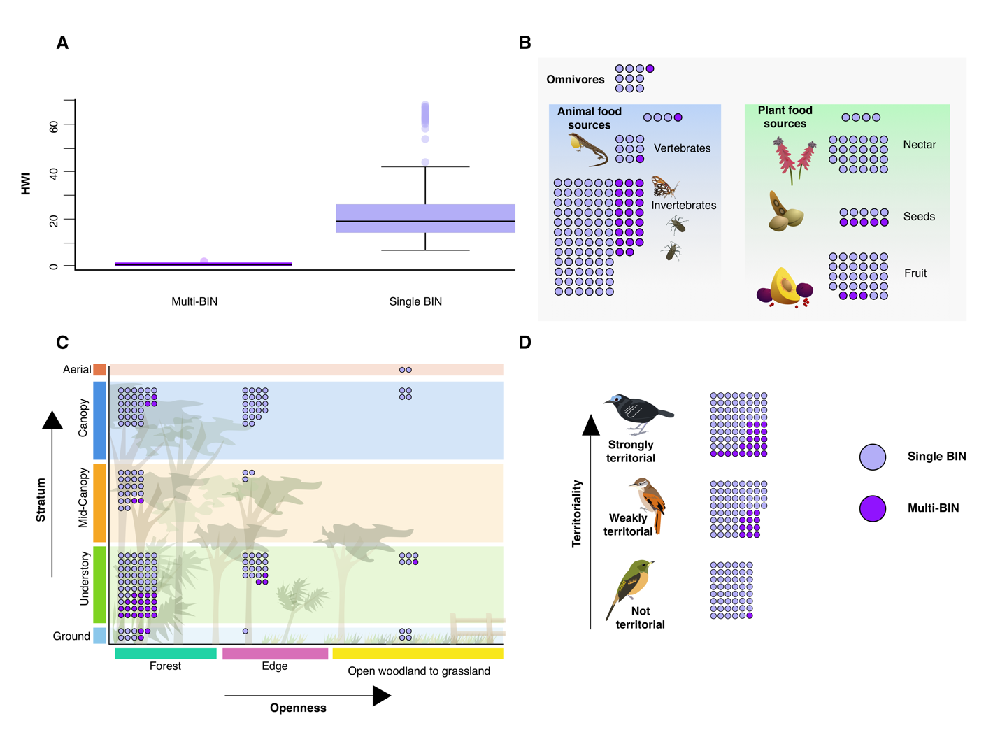 A
HWI
60
40
20
0
Multi-BIN
Single BIN
B
Omnivores
Animal food
sources
Vertebrates
Invertebrates
Plant food
sources
Nectar
Seeds
Fruit
C
Stratum
Aerial
Canopy
Mid-Canopy
Understory
Ground
Forest
Edge
Open woodland to grassland
Openness
D
Territoriality
Strongly
territorial
Weakly
territorial
Not
territorial
Single BIN
Multi-BIN